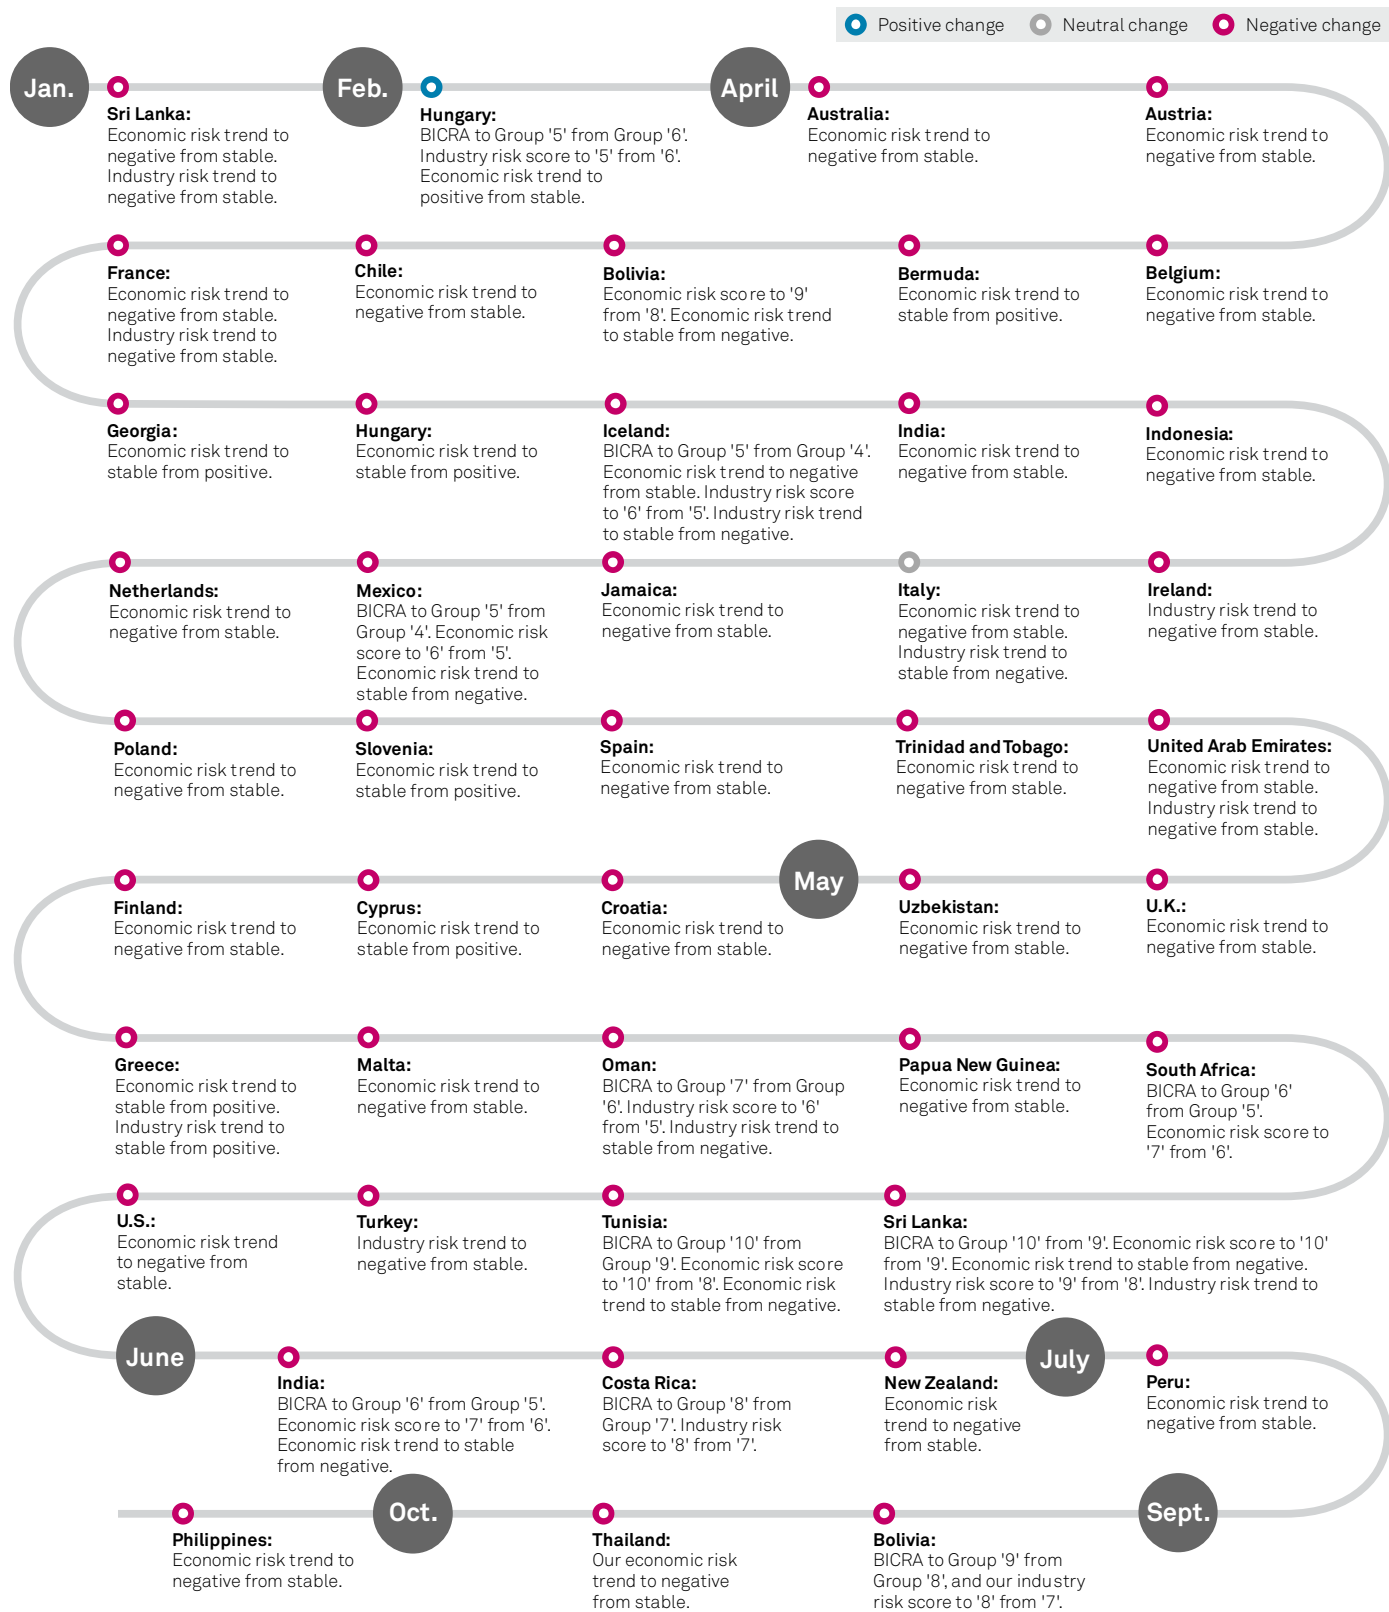 Positive change
Neutral change
Negative change
Jan.
Sri Lanka:
Economic risk trend to
negative from stable.
Industry risk trend to
negative from stable.
Feb.
Hungary:
BICRA to Group '5' from Group '6'.
Industry risk score to '5' from '6'.
Economic risk trend to
positive from stable.
April
Australia:
Economic risk trend to
negative from stable.
Austria:
Economic risk trend to
negative from stable.
Belgium:
Economic risk trend to
negative from stable.
Bermuda:
Economic risk trend to
stable from positive.
Bolivia:
Economic risk score to '9'
from '8'. Economic risk trend
to stable from negative.
Chile:
Economic risk trend to
negative from stable.
France:
Economic risk trend to
negative from stable.
Industry risk trend to
negative from stable.
Georgia:
Economic risk trend to
stable from positive.
Hungary:
Economic risk trend to
stable from positive.
Iceland:
BICRA to Group '5' from Group '4'.
Economic risk trend to negative
from stable. Industry risk score
to '6' from '5'. Industry risk trend
to stable from negative.
India:
Economic risk trend to
negative from stable.
Indonesia:
Economic risk trend to
negative from stable.
Ireland:
Industry risk trend to
negative from stable.
Italy:
Economic risk trend to
negative from stable.
Industry risk trend to
stable from negative.
Jamaica:
Economic risk trend to
negative from stable.
Mexico:
BICRA to Group '5' from
Group '4'. Economic risk
score to '6' from '5'.
Economic risk trend to
stable from negative.
Netherlands:
Economic risk trend to
negative from stable.
Poland:
Economic risk trend to
negative from stable.
Slovenia:
Economic risk trend to
stable from positive.
Spain:
Economic risk trend to
negative from stable.
Trinidad and Tobago:
Economic risk trend to
negative from stable.
United Arab Emirates:
Economic risk trend to
negative from stable.
Industry risk trend to
negative from stable.
U.K.:
Economic risk trend to
negative from stable.
Uzbekistan:
Economic risk trend to
negative from stable.
May
Croatia:
Economic risk trend to
negative from stable.
Cyprus:
Economic risk trend to
stable from positive.
Finland:
Economic risk trend to
negative from stable.
Greece:
Economic risk trend to
stable from positive.
Industry risk trend to
stable from positive.
Malta:
Economic risk trend to
negative from stable.
Oman:
BICRA to Group '7' from Group
'6'. Industry risk score to '6'
from '5'. Industry risk trend to
stable from negative.
Papua New Guinea:
Economic risk trend to
negative from stable.
South Africa:
BICRA to Group '6'
from Group '5'.
Economic risk score to
'7' from '6'.
Sri Lanka:
BICRA to Group '10' from '9'. Economic risk score to '10'
from '9'. Economic risk trend to stable from negative.
Industry risk score to '9' from '8'. Industry risk trend to
stable from negative.
Tunisia:
BICRA to Group '10' from
Group '9'. Economic risk score
to '10' from '8'. Economic risk
trend to stable from negative.
Turkey:
Industry risk trend to
negative from stable.
U.S.:
Economic risk trend
to negative from
stable.
June
India:
BICRA to Group '6' from Group '5'.
Economic risk score to '7' from '6'.
Economic risk trend to stable
from negative.
Costa Rica:
BICRA to Group '8' from
Group '7'. Industry risk
score to '8' from '7'.
New Zealand:
Economic risk
trend to negative
from stable.
July
Peru:
Economic risk trend to
negative from stable.
Sept.
Bolivia:
BICRA to Group '9' from
Group '8', and our industry
risk score to '8' from '7'.
Thailand:
Our economic risk
trend to negative
from stable.
Oct.
Philippines:
Economic risk trend to
negative from stable.